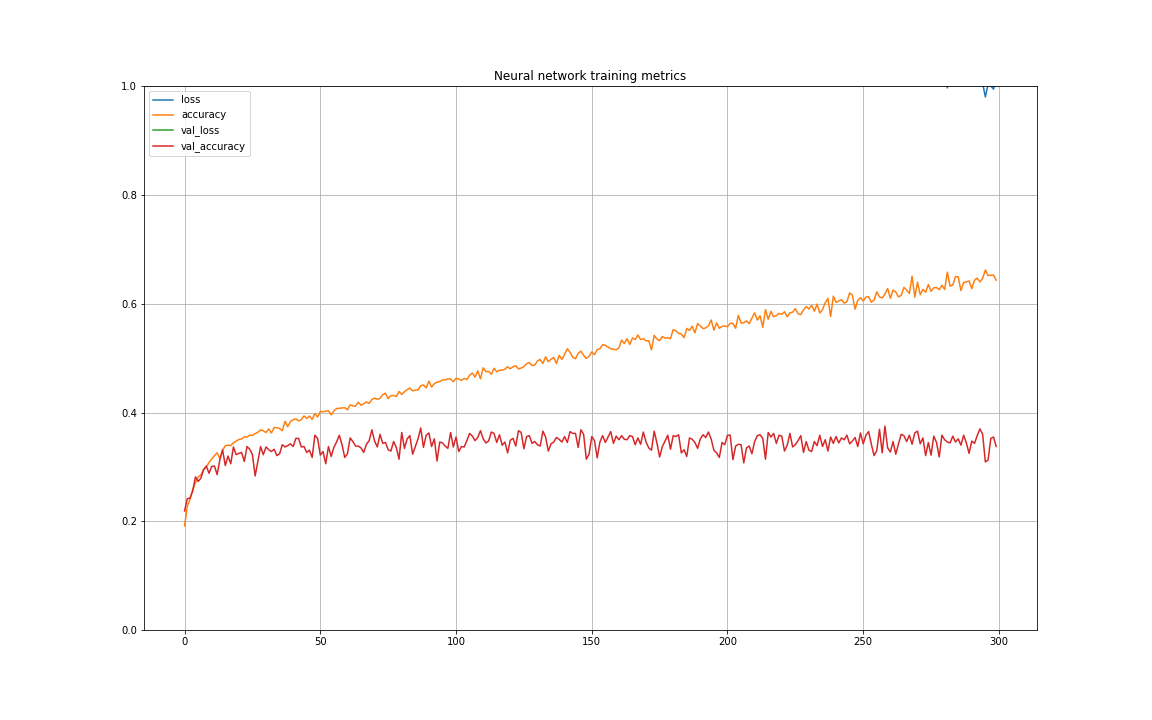 Neural network training metrics
1.0
loss
accuracy
val_loss
val_accuracy
0.8
0.6
0.4
0.2
0.0
0 50 100 150 200 250 300